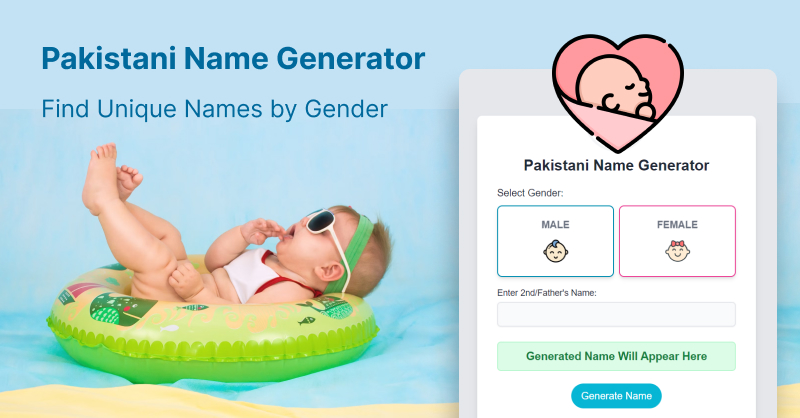 Pakistani Name Generator
Find Unique Names by Gender
Pakistani Name Generator
Select Gender:
MALE
FEMALE
Enter 2nd/Father's Name:
Generated Name Will Appear Here
Generate Name